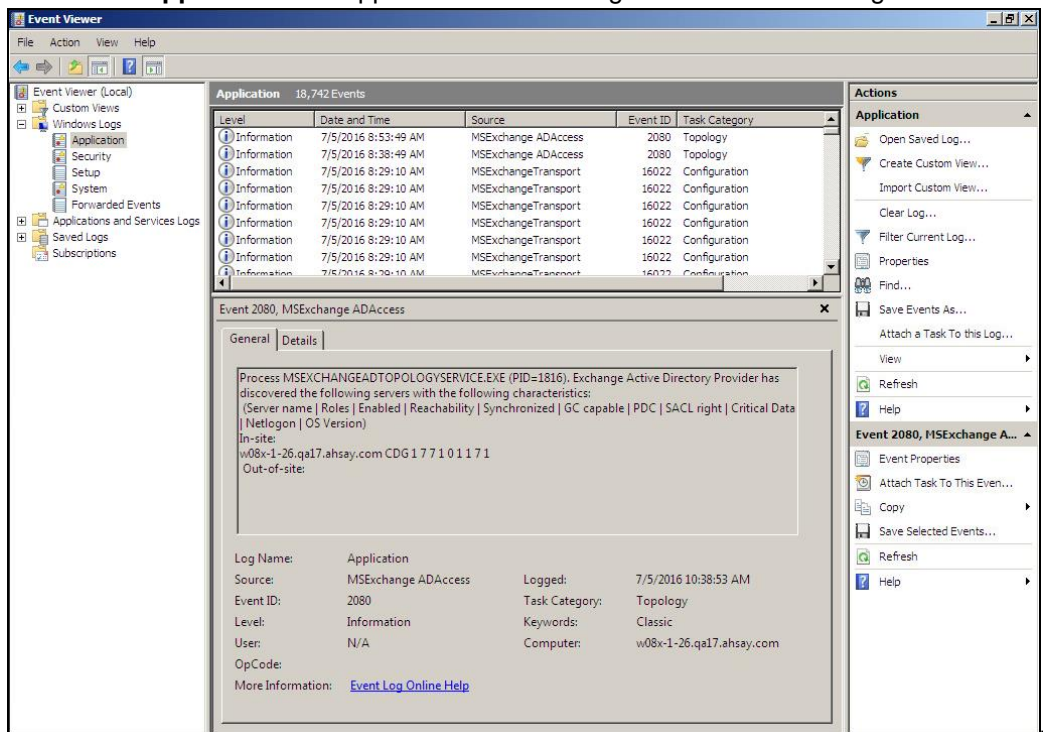 Event Viewer
File Action View Help
Event Viewer (Local)
Custom Views
Windows Logs
Application
Security
Setup
System
Forwarded Events
Applications and Services Logs
Saved Logs
Subscriptions
Application 18,742 Events
Level Date and Time Source Event ID Task Category
Information 7/5/2016 8:53:49 AM MSExchange ADAccess 2080 Topology
Information 7/5/2016 8:38:49 AM MSExchange ADAccess 2080 Topology
Information 7/5/2016 8:29:10 AM MSExchangeTransport 16022 Configuration
Information 7/5/2016 8:29:10 AM MSExchangeTransport 16022 Configuration
Information 7/5/2016 8:29:10 AM MSExchangeTransport 16022 Configuration
Information 7/5/2016 8:29:10 AM MSExchangeTransport 16022 Configuration
Information 7/5/2016 8:29:10 AM MSExchangeTransport 16022 Configuration
Information 7/5/2016 8:29:10 AM MSExchangeTransport 16022 Configuration
Event 2080, MSExchange ADAccess
General Details
Process MSEXCHANGEADTOPOLOGYSERVICE.EXE (PID=1816). Exchange Active Directory Provider has
discovered the following servers with the following characteristics:
(Server name | Roles | Enabled | Reachability | Synchronized | GC capable | PDC | SACL right | Critical Data
| Netlogon | OS Version)
In-site:
w08x-1-26.qa17.ahsay.com CDG 1 7 7 1 0 1 1 7 1
Out-of-site:
Log Name: Application
Source: MSExchange ADAccess Logged: 7/5/2016 10:38:53 AM
Event ID: 2080 Task Category: Topology
Level: Information Keywords: Classic
User: N/A Computer: w08x-1-26.qa17.ahsay.com
OpCode:
More Information: Event Log Online Help
Actions
Application
Open Saved Log...
Create Custom View...
Import Custom View...
Clear Log...
Filter Current Log...
Properties
Find...
Save Events As...
Attach a Task To this Log...
View
Refresh
Help
Event 2080, MSExchange A...
Event Properties
Attach Task To This Even...
Copy
Save Selected Events...
Refresh
Help